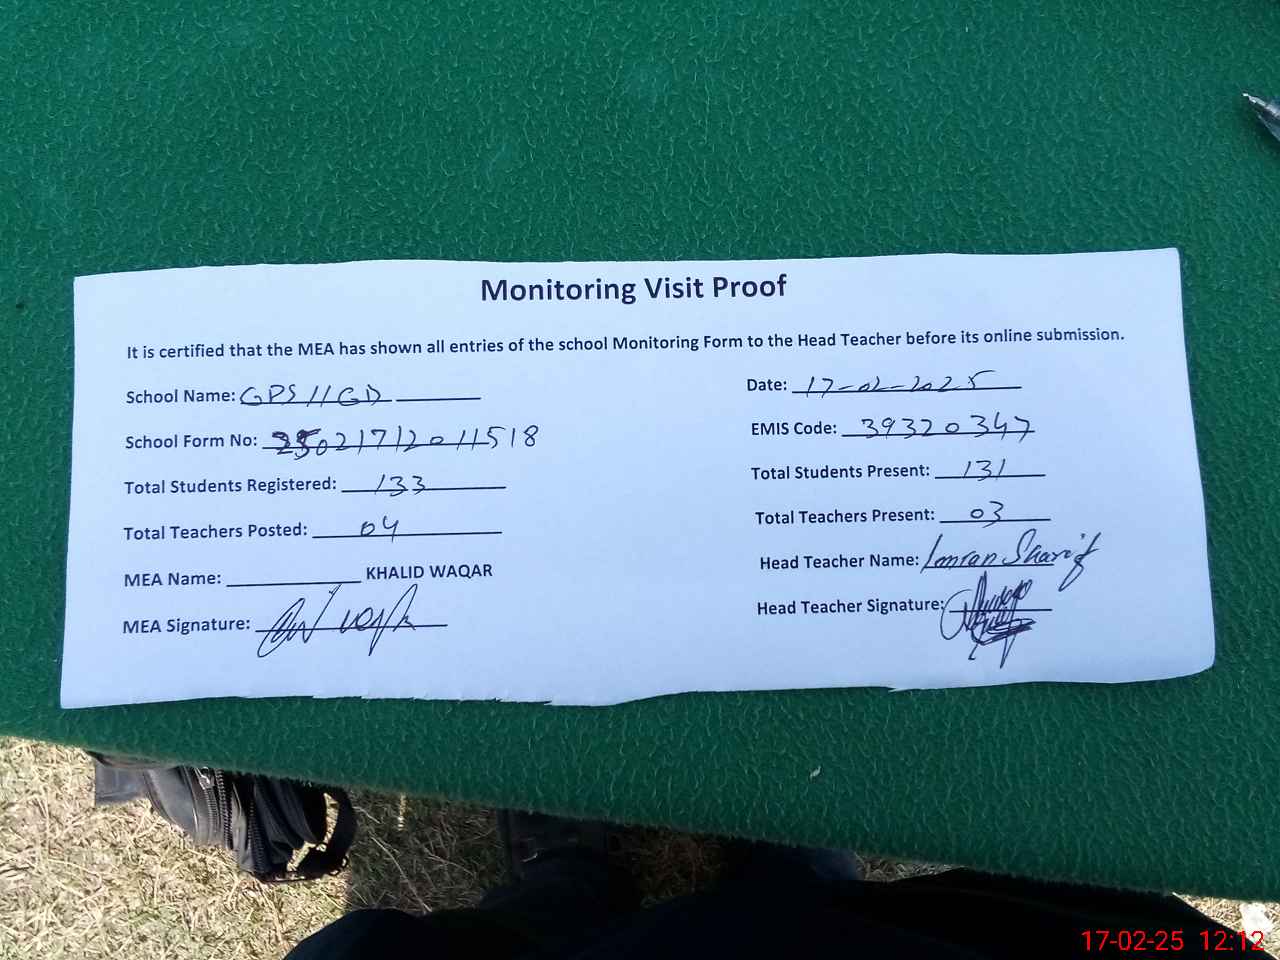 Monitoring Visit Proof
It is certified that the MEA has shown all entries of the school Monitoring Form to the Head Teacher before its online submission.
School Name: GPS 11GD
Date: 17-02-2025
School Form No: 25021712011518
EMIS Code: 39320347
Total Students Registered: 133
Total Students Present: 131
Total Teachers Posted: 04
Total Teachers Present: 03
MEA Name: KHALID WAQAR
Head Teacher Name: Imran Sharif
MEA Signature:
Head Teacher Signature:
17-02-25 12:12